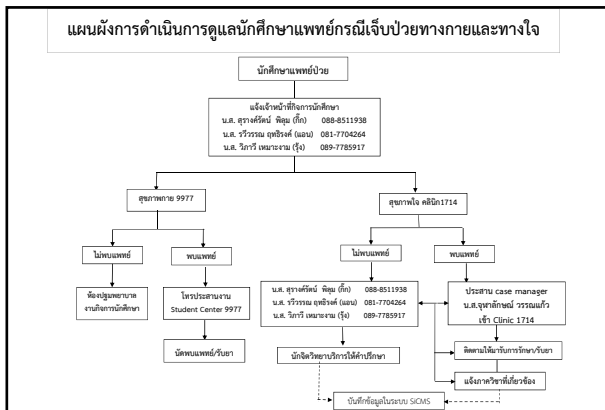 แผนผังการดำเนินการดูแลนักศึกษาแพทย์กรณีเจ็บป่วยทางกายและทางใจ
นักศึกษาแพทย์ป่วย
แจ้งเจ้าหน้าที่กิจการนักศึกษา
น.ส. สุรางค์รัตน์ พิลุม (กิ๊ก) 088-8511938
น.ส. รวีวรรณ ฤทธิรงค์ (แอน) 081-7704264
น.ส. วิภาวี เหมาะงาม (รุ้ง) 089-7785917
สุขภาพกาย 9977
สุขภาพใจ คลินิก1714
ไม่พบแพทย์
พบแพทย์
ไม่พบแพทย์
พบแพทย์
ห้องปฐมพยาบาล
งานกิจการนักศึกษา
โทรประสานงาน
Student Center 9977
น.ส. สุรางค์รัตน์ พิลุม (กิ๊ก) 088-8511938
น.ส. รวีวรรณ ฤทธิรงค์ (แอน) 081-7704264
น.ส. วิภาวี เหมาะงาม (รุ้ง) 089-7785917
ประสาน case manager
น.ส.จุฬาลักษณ์ วรรณแก้ว
เข้า Clinic 1714
นัดพบแพทย์/รับยา
นักจิตวิทยาบริการให้คำปรึกษา
ติดตามให้มารับการรักษา/รับยา
แจ้งภาควิชาที่เกี่ยวข้อง
บันทึกข้อมูลในระบบ SiCMS